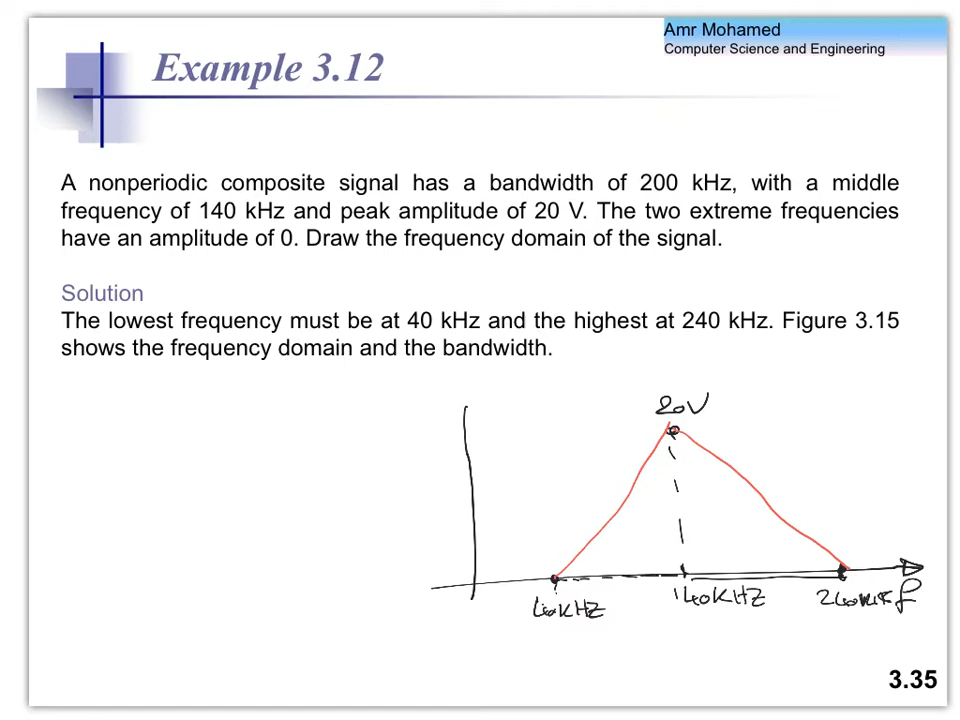 Amr Mohamed
Computer Science and Engineering
Example 3.12
A nonperiodic composite signal has a bandwidth of 200 kHz, with a middle
frequency of 140 kHz and peak amplitude of 20 V. The two extreme frequencies
have an amplitude of 0. Draw the frequency domain of the signal.
Solution
The lowest frequency must be at 40 kHz and the highest at 240 kHz. Figure 3.15
shows the frequency domain and the bandwidth.
20V
40KHZ
140KHZ
f
3.35